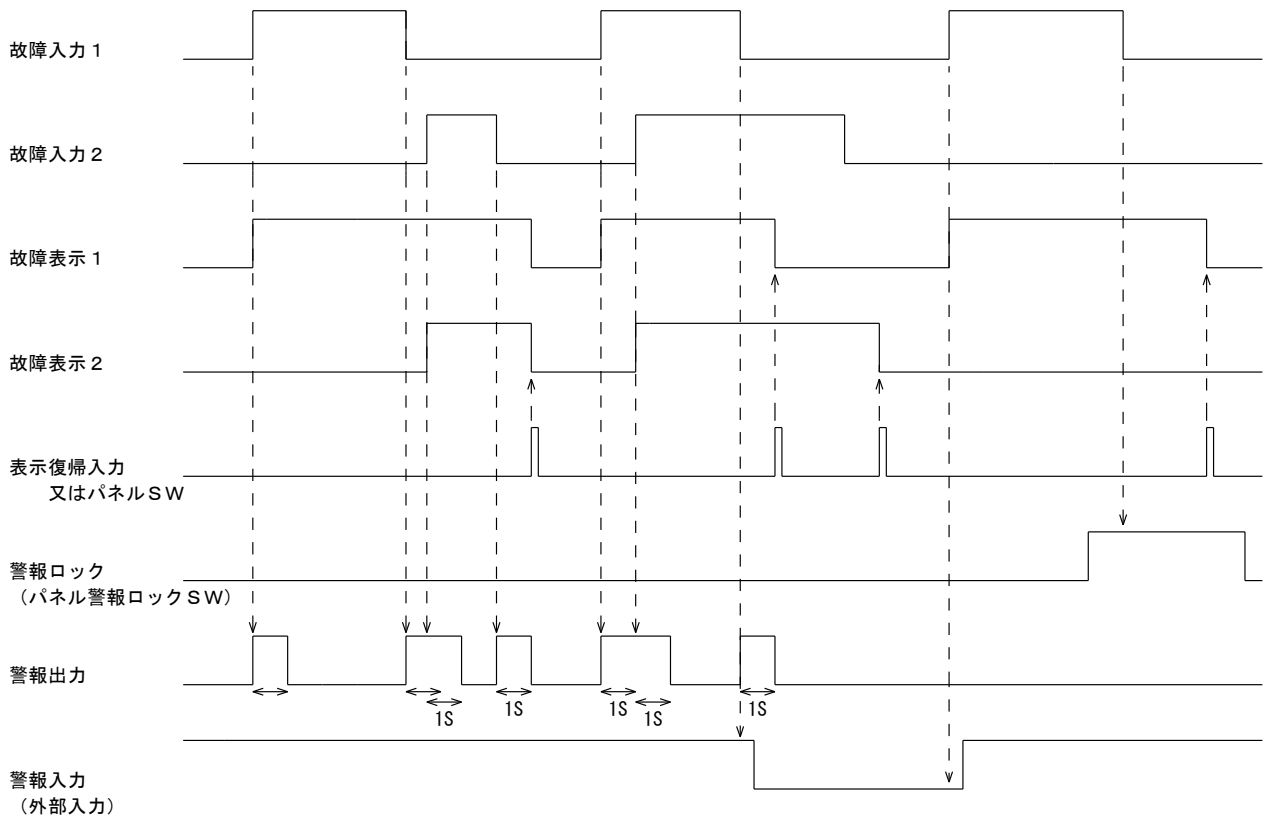 故障入力１
故障入力２
故障表示１
故障表示２
表示復帰入力
又はパネルＳＷ
警報ロック
（パネル警報ロックＳＷ）
警報出力
1S
1S
1S
1S
1S
警報入力
（外部入力）